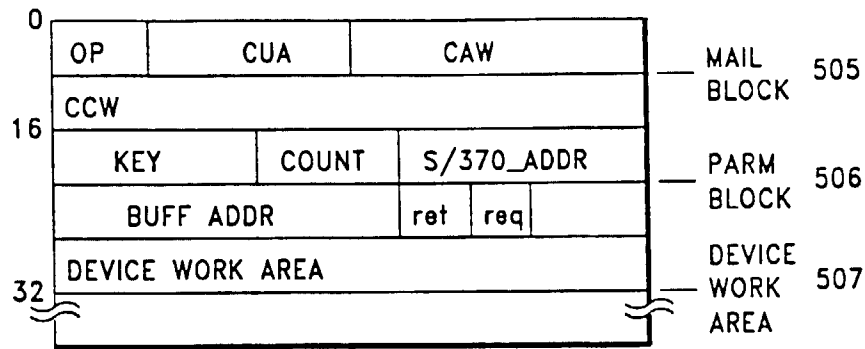 0
OP CUA CAW
MAIL BLOCK 505
CCW
16
KEY COUNT S/370_ADDR
PARM BLOCK 506
BUFF ADDR ret req
DEVICE WORK AREA
DEVICE WORK AREA 507
32